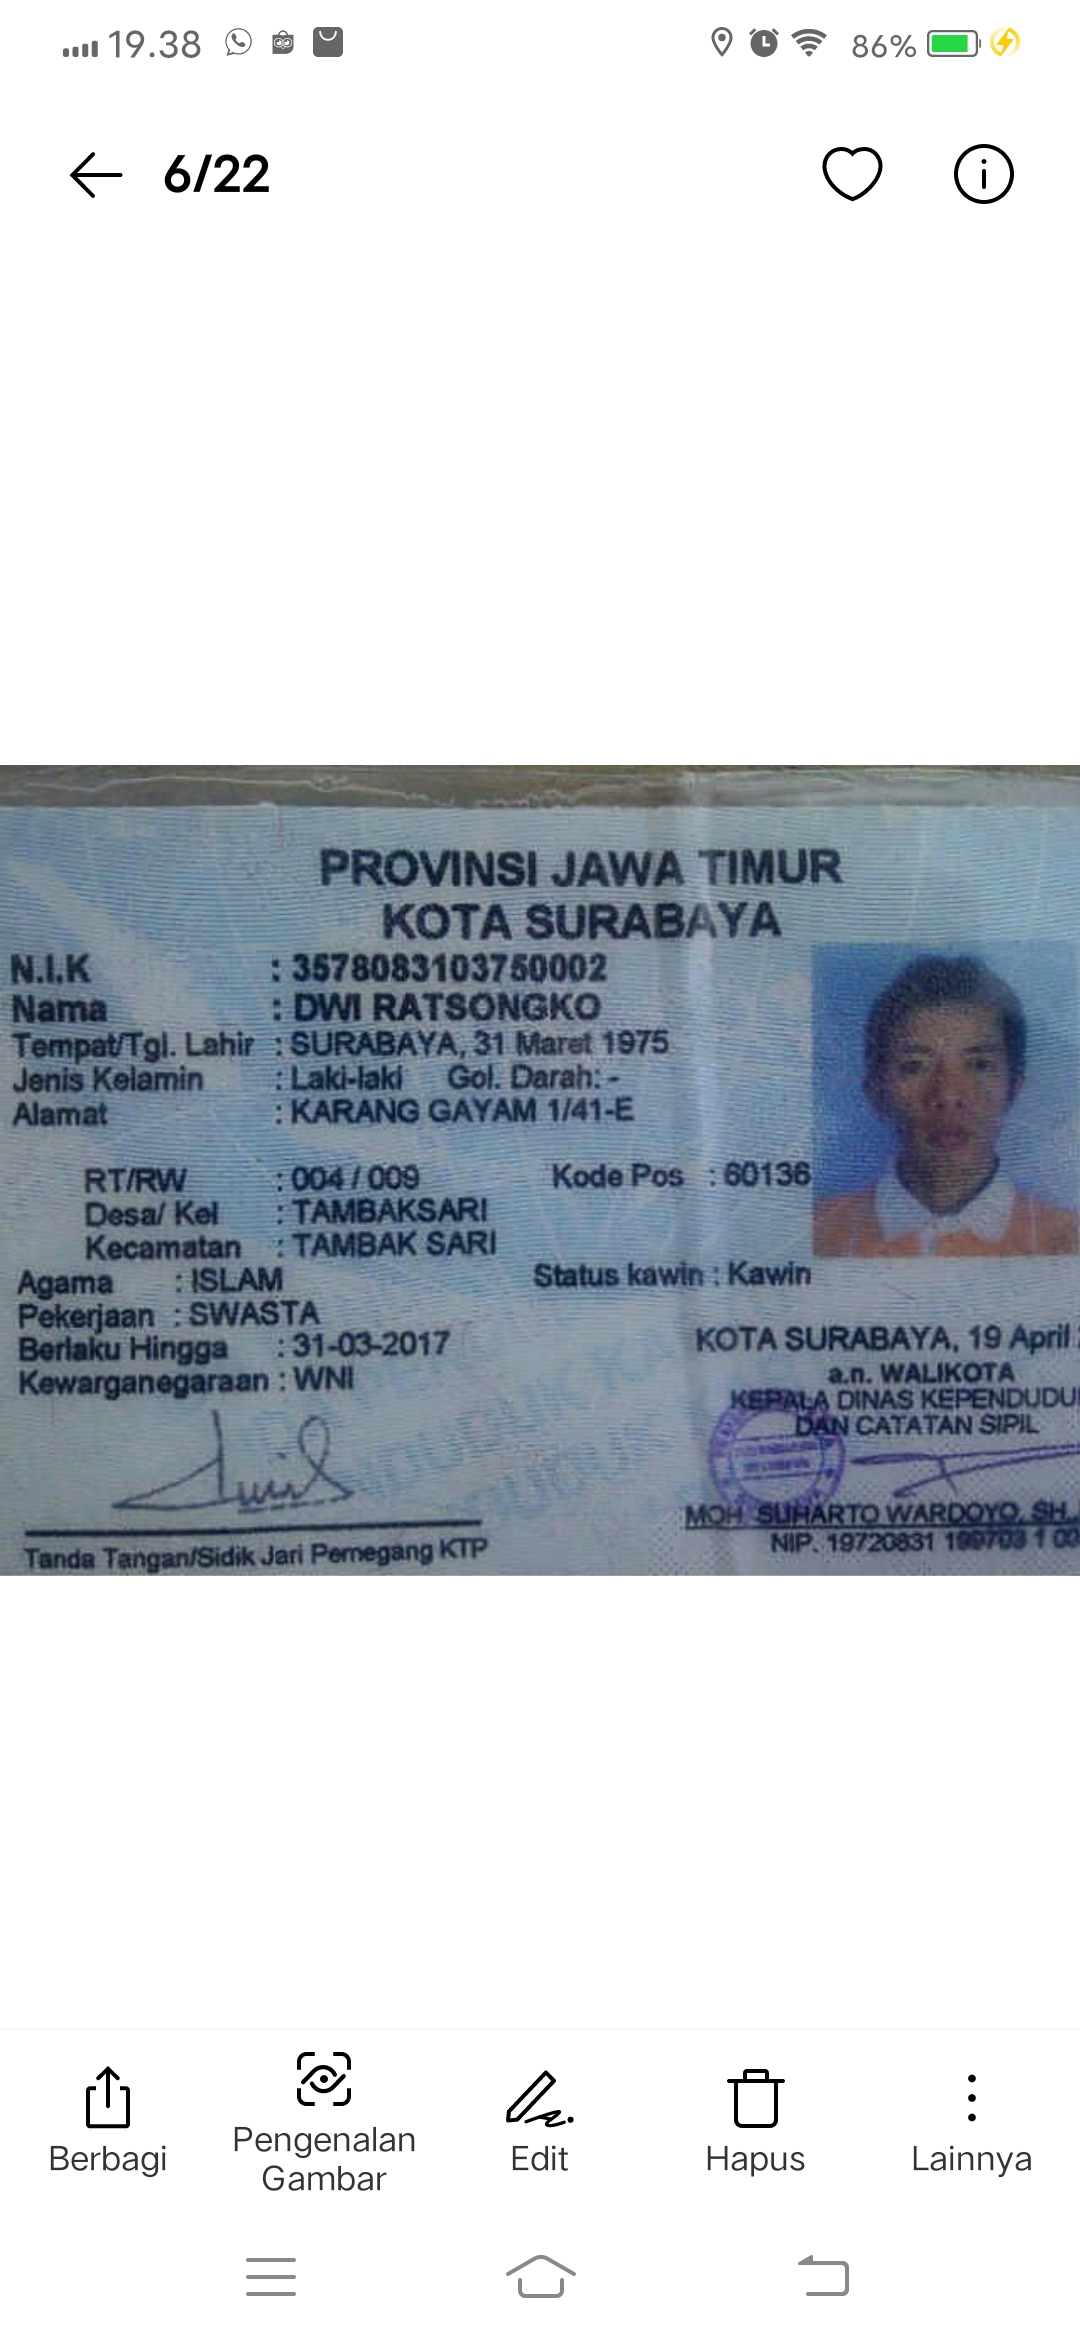 19.38
86%
6/22
PROVINSI JAWA TIMUR
KOTA SURABAYA
N.I.K : 3578083103750002
Nama : DWI RATSONGKO
Tempat/Tgl. Lahir : SURABAYA, 31 Maret 1975
Jenis Kelamin : Laki-laki Gol. Darah: -
Alamat : KARANG GAYAM 1/41-E
RT/RW : 004 / 009 Kode Pos : 60136
Desa/ Kel : TAMBAKSARI
Kecamatan : TAMBAK SARI
Agama : ISLAM Status kawin : Kawin
Pekerjaan : SWASTA
Berlaku Hingga : 31-03-2017
Kewarganegaraan : WNI
KOTA SURABAYA, 19 April
a.n. WALIKOTA
KEPALA DINAS KEPENDUDU
DAN CATATAN SIPIL
MOH. SUHARTO WARDOYO, SH.
NIP. 19720831 199703 1 00
Tanda Tangan/Sidik Jari Pemegang KTP
Berbagi
Pengenalan Gambar
Edit
Hapus
Lainnya